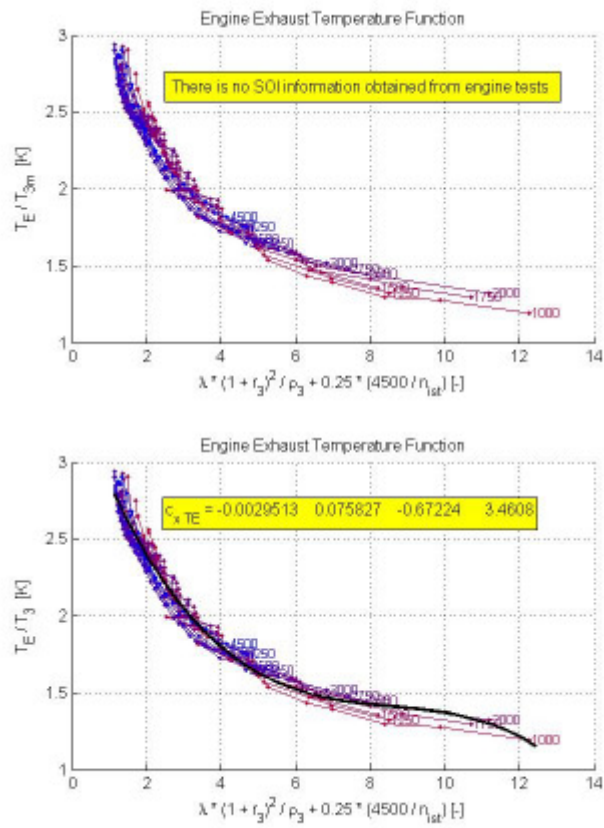 Engine Exhaust Temperature Function
3
There is no SOI information obtained from engine tests
2.5
T_E / T_3m [K]
2
4500
1.5
2000
1000
1
0 2 4 6 8 10 12 14
λ * (1 + r_3)^2 / ρ_3 + 0.25 * (4500 / n_ist) [-]
Engine Exhaust Temperature Function
3
c_x TE = -0.0029513 0.075827 -0.67224 3.4608
2.5
T_E / T_3 [K]
2
4500
1.5
2000
1000
1
0 2 4 6 8 10 12 14
λ * (1 + r_3)^2 / ρ_3 + 0.25 * (4500 / n_ist) [-]